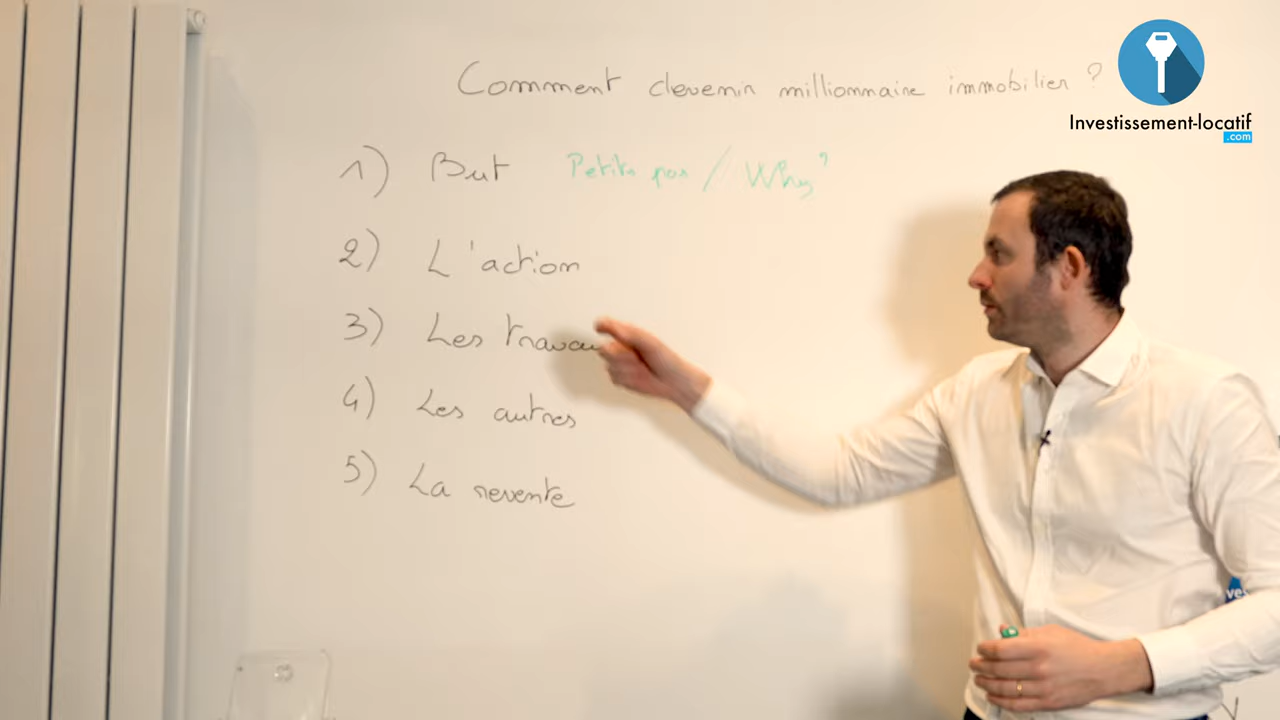 Comment devenir millionnaire immobilier ?
Investissement-locatif
.com
1) But Petits pas / Why?
2) L'action
3) Les travau
4) Les autres
5) La revente